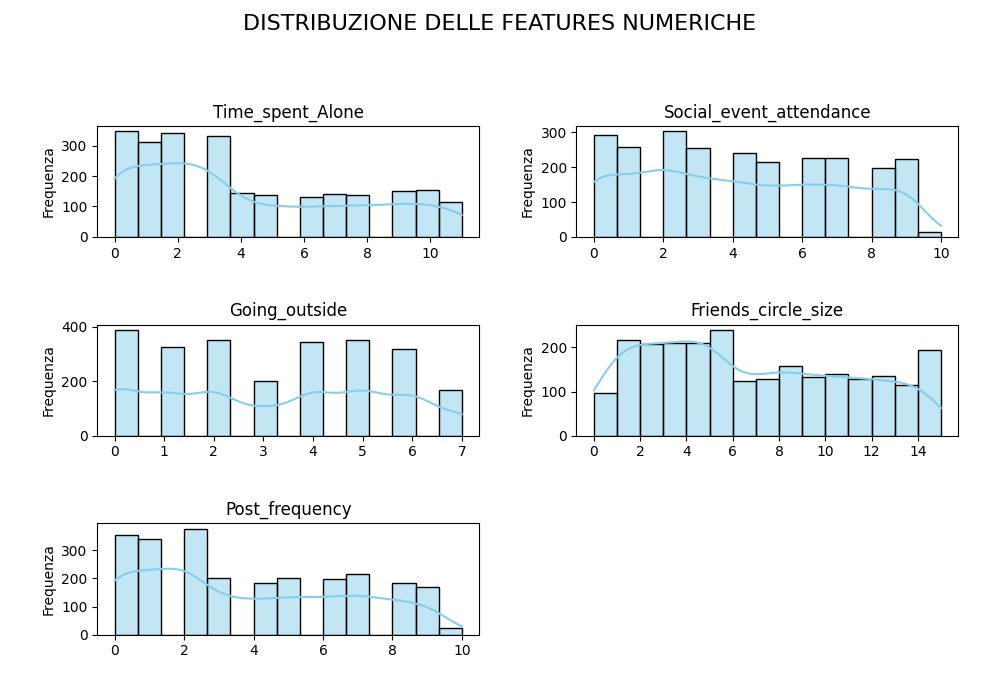 DISTRIBUZIONE DELLE FEATURES NUMERICHE
Time_spent_Alone
Frequenza
300
200
100
0
0 2 4 6 8 10
Social_event_attendance
Frequenza
300
200
100
0
0 2 4 6 8 10
Going_outside
Frequenza
400
200
0
0 1 2 3 4 5 6 7
Friends_circle_size
Frequenza
200
100
0
0 2 4 6 8 10 12 14
Post_frequency
Frequenza
300
200
100
0
0 2 4 6 8 10